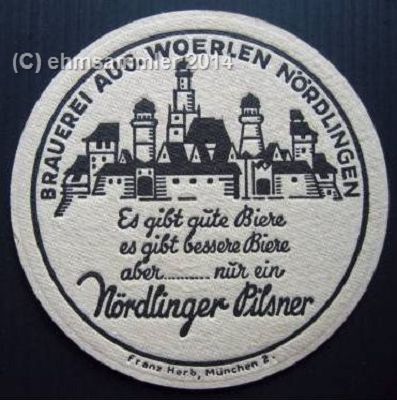 (C) ehmsammler 2014
BRAUEREI AUG. WOERLEN NÖRDLINGEN
Es gibt gute Biere
es gibt bessere Biere
aber.......... nur ein
Nördlinger Pilsner
Franz Herb, München 2.